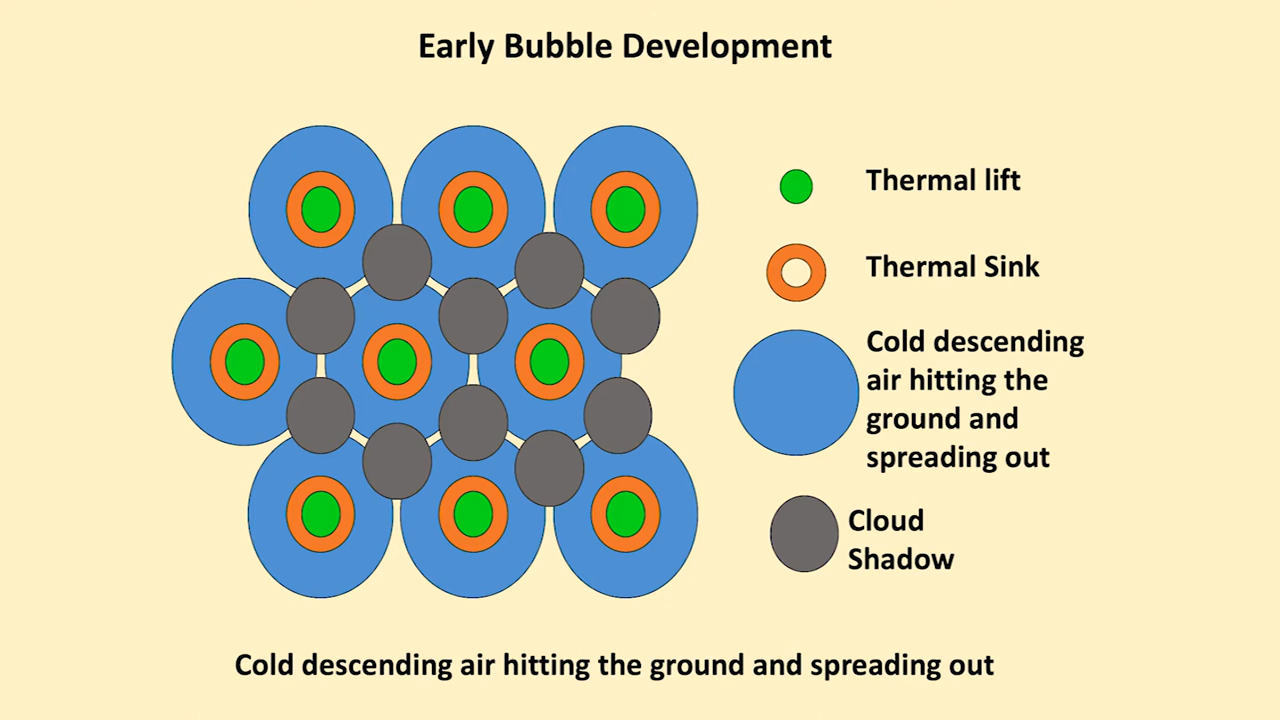 Early Bubble Development
Thermal lift
Thermal Sink
Cold descending
air hitting the
ground and
spreading out
Cloud
Shadow
Cold descending air hitting the ground and spreading out